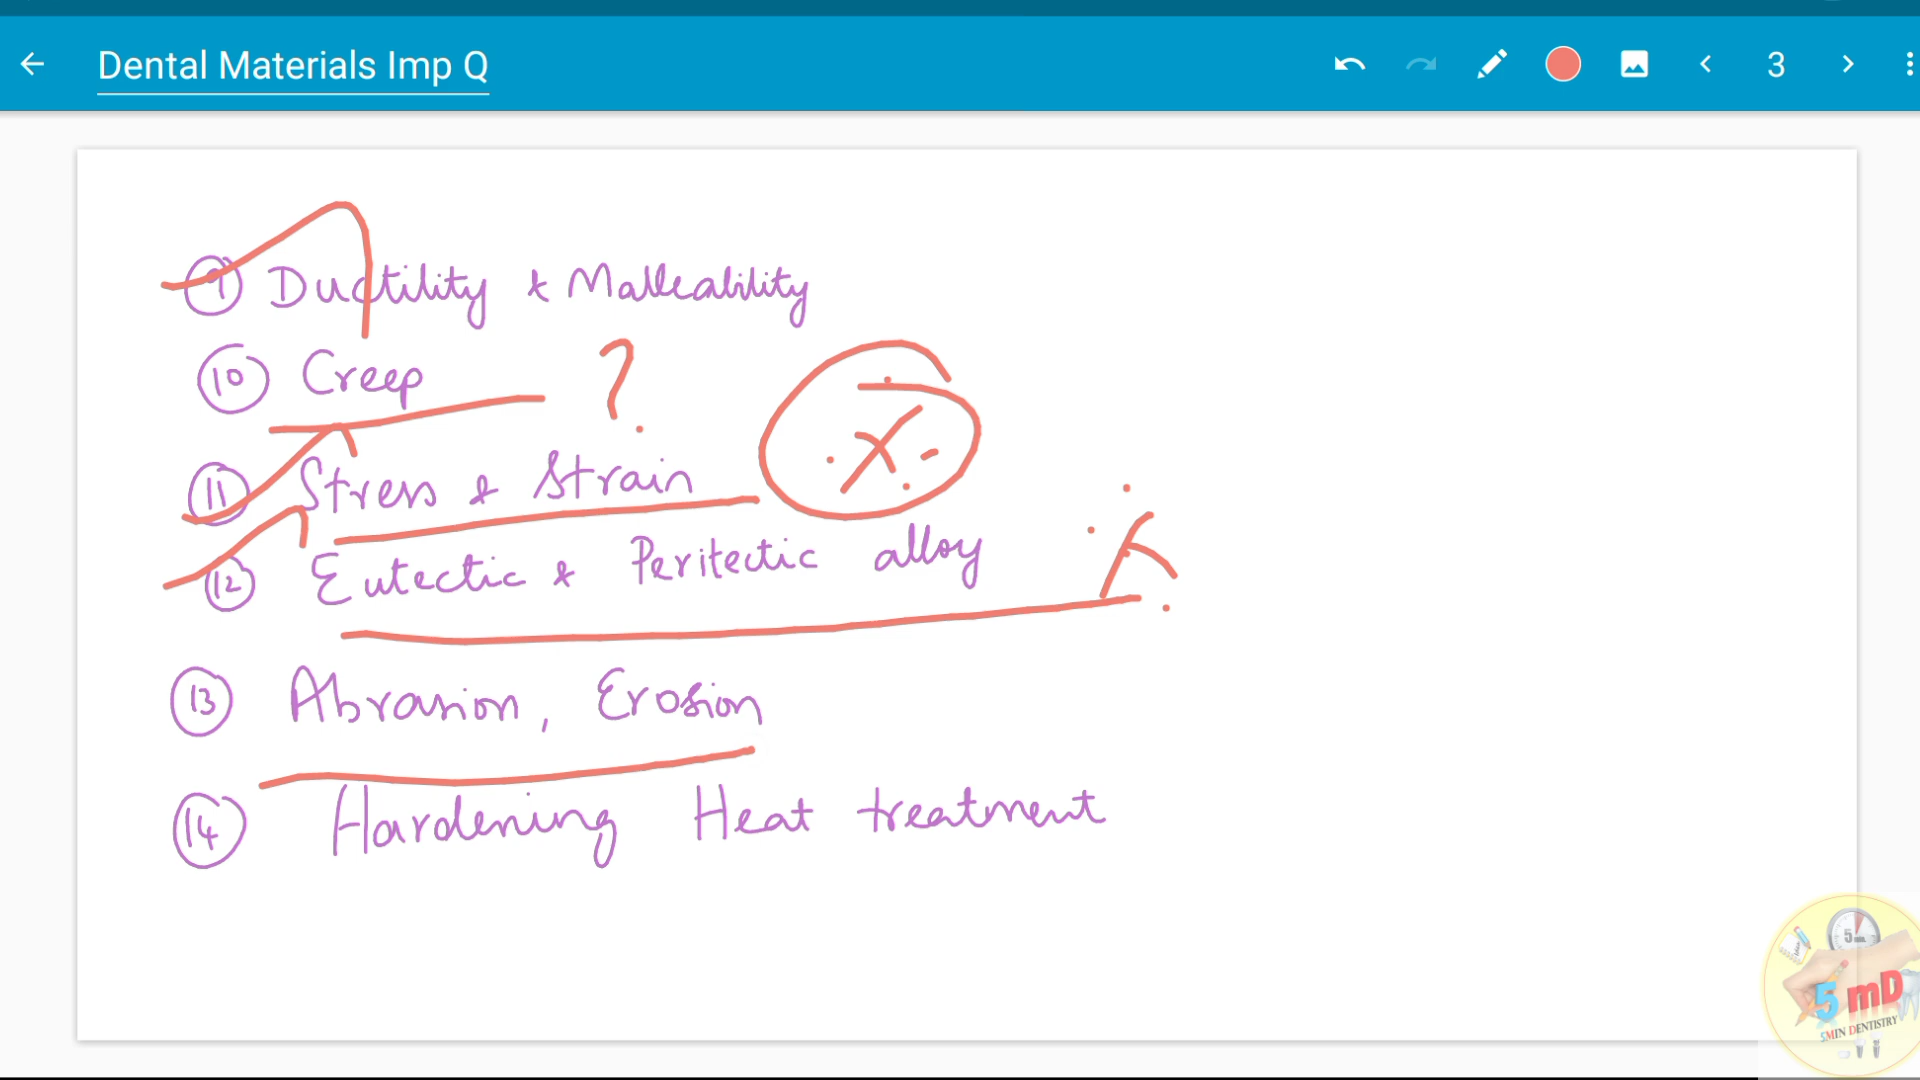 Dental Materials Imp Q
3
9 Ductility & Malleability
10 Creep ?
11 Stress & Strain
12 Eutectic & Peritectic alloy
13 Abrasion, Erosion
14 Hardening Heat treatment
5
5 mD
5MIN DENTISTRY